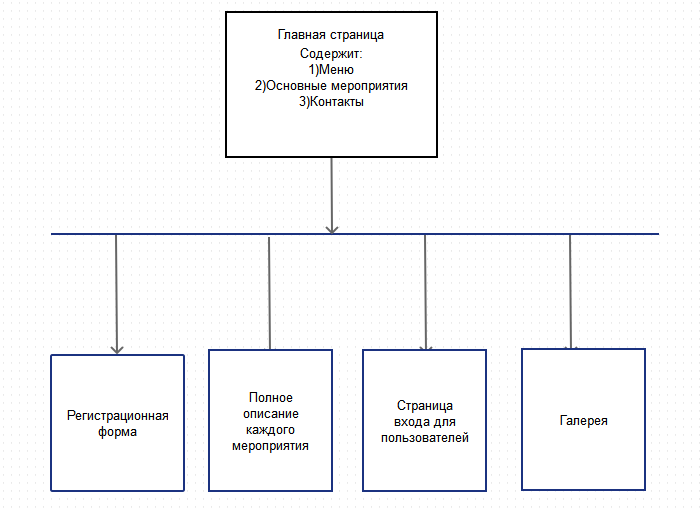 Главная страница
Содержит:
1)Меню
2)Основные мероприятия
3)Контакты
Регистрационная
форма
Полное
описание
каждого
мероприятия
Страница
входа для
пользователей
Галерея